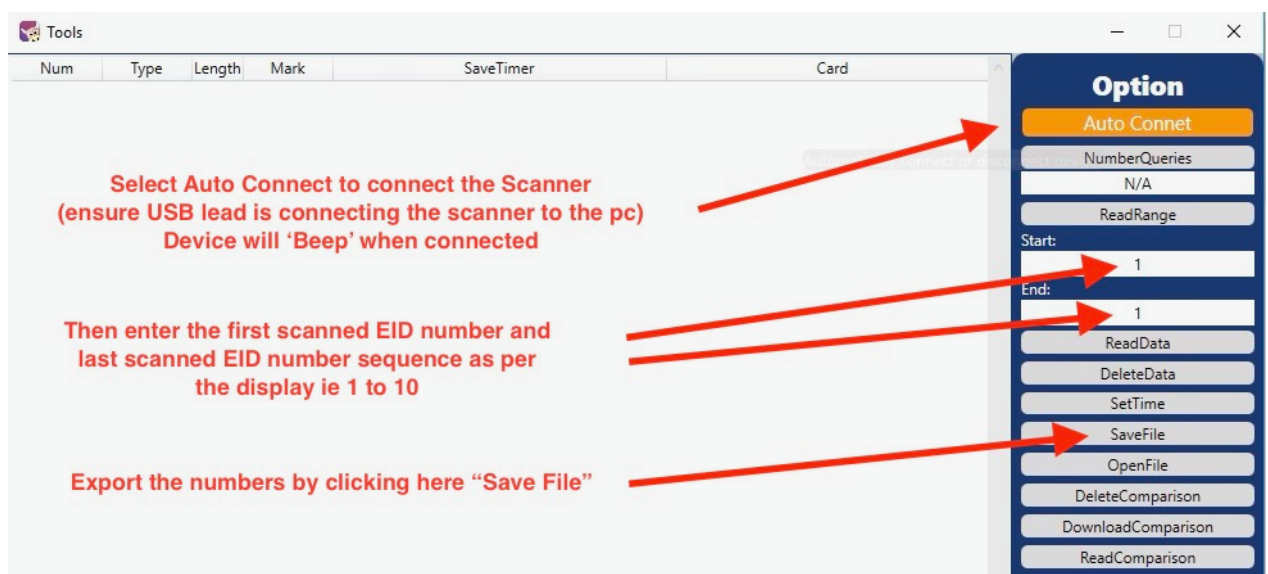 Tools
Num Type Length Mark SaveTimer Card
Option
Auto Connet
NumberQueries
N/A
ReadRange
Start:
1
End:
1
ReadData
DeleteData
SetTime
SaveFile
OpenFile
DeleteComparison
DownloadComparison
ReadComparison
Select Auto Connect to connect the Scanner
(ensure USB lead is connecting the scanner to the pc)
Device will ‘Beep’ when connected
Then enter the first scanned EID number and
last scanned EID number sequence as per
the display ie 1 to 10
Export the numbers by clicking here “Save File”
connect or disconnect